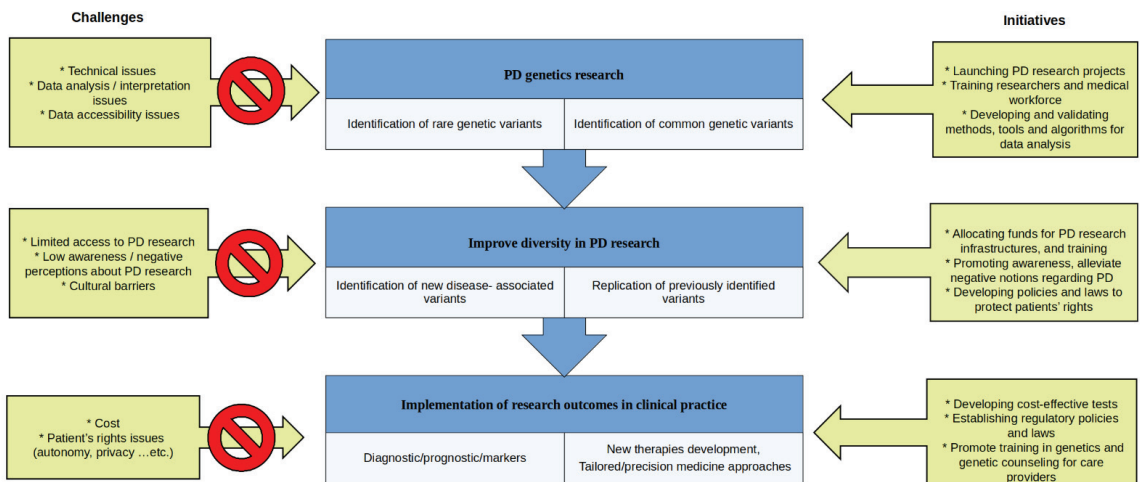 Challenges
Initiatives
* Technical issues
* Data analysis / interpretation
issues
* Data accessibility issues
PD genetics research
Identification of rare genetic variants
Identification of common genetic variants
* Launching PD research projects
* Training researchers and medical
workforce
* Developing and validating
methods, tools and algorithms for
data analysis
* Limited access to PD research
* Low awareness / negative
perceptions about PD research
* Cultural barriers
Improve diversity in PD research
Identification of new disease- associated
variants
Replication of previously identified
variants
* Allocating funds for PD research
infrastructures, and training
* Promoting awareness, alleviate
negative notions regarding PD
* Developing policies and laws to
protect patients' rights
* Cost
* Patient's rights issues
(autonomy, privacy ...etc.)
Implementation of research outcomes in clinical practice
Diagnostic/prognostic/markers
New therapies development,
Tailored/precision medicine approaches
* Developing cost-effective tests
* Establishing regulatory policies
and laws
* Promote training in genetics and
genetic counseling for care
providers